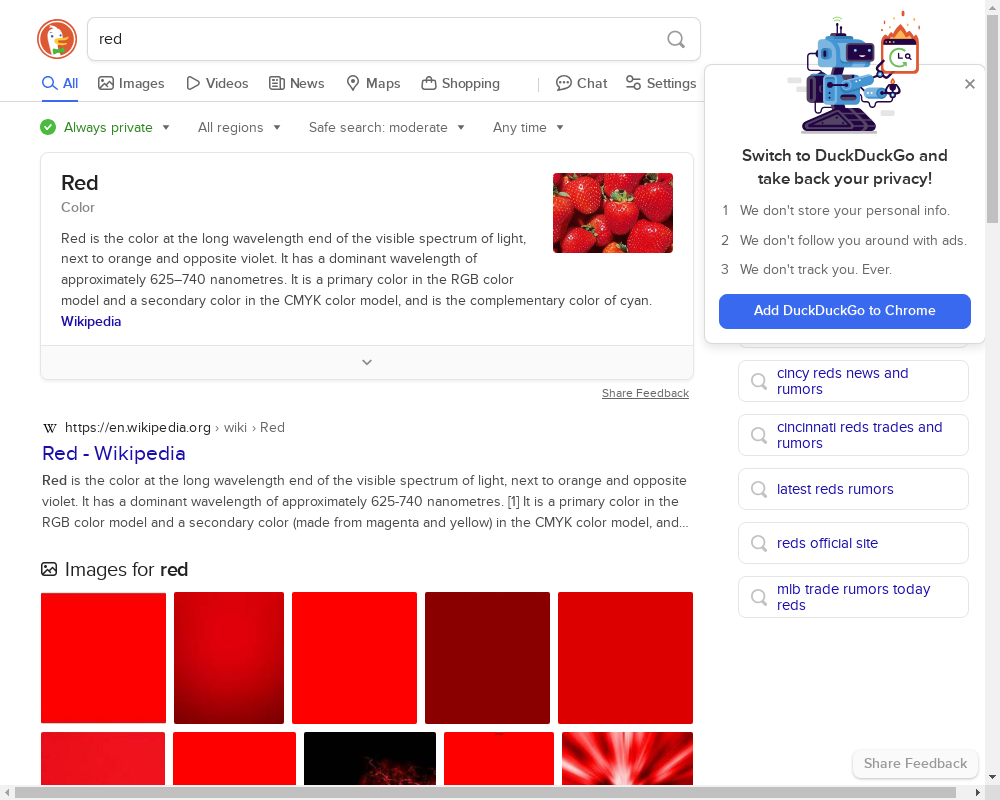 red
All
Images
Videos
News
Maps
Shopping
Chat
Settings
Always private
All regions
Safe search: moderate
Any time
Red
Color
Red is the color at the long wavelength end of the visible spectrum of light,
next to orange and opposite violet. It has a dominant wavelength of
approximately 625–740 nanometres. It is a primary color in the RGB color
model and a secondary color in the CMYK color model, and is the complementary color of cyan.
Wikipedia
Share Feedback
https://en.wikipedia.org › wiki › Red
Red - Wikipedia
Red is the color at the long wavelength end of the visible spectrum of light, next to orange and opposite
violet. It has a dominant wavelength of approximately 625-740 nanometres. [1] It is a primary color in the
RGB color model and a secondary color (made from magenta and yellow) in the CMYK color model, and...
Images for red
Switch to DuckDuckGo and
take back your privacy!
1 We don't store your personal info.
2 We don't follow you around with ads.
3 We don't track you. Ever.
Add DuckDuckGo to Chrome
cincy reds news and
rumors
cincinnati reds trades and
rumors
latest reds rumors
reds official site
mlb trade rumors today
reds
Share Feedback